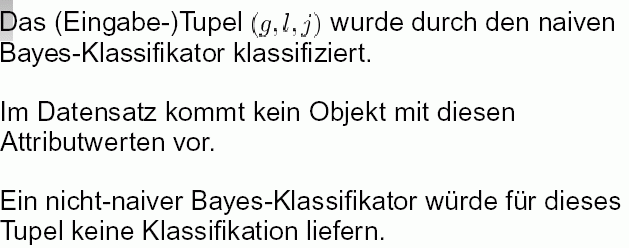 Das (Eingabe-)Tupel (g, l, j) wurde durch den naiven
Bayes-Klassifikator klassifiziert.
Im Datensatz kommt kein Objekt mit diesen
Attributwerten vor.
Ein nicht-naiver Bayes-Klassifikator würde für dieses
Tupel keine Klassifikation liefern.